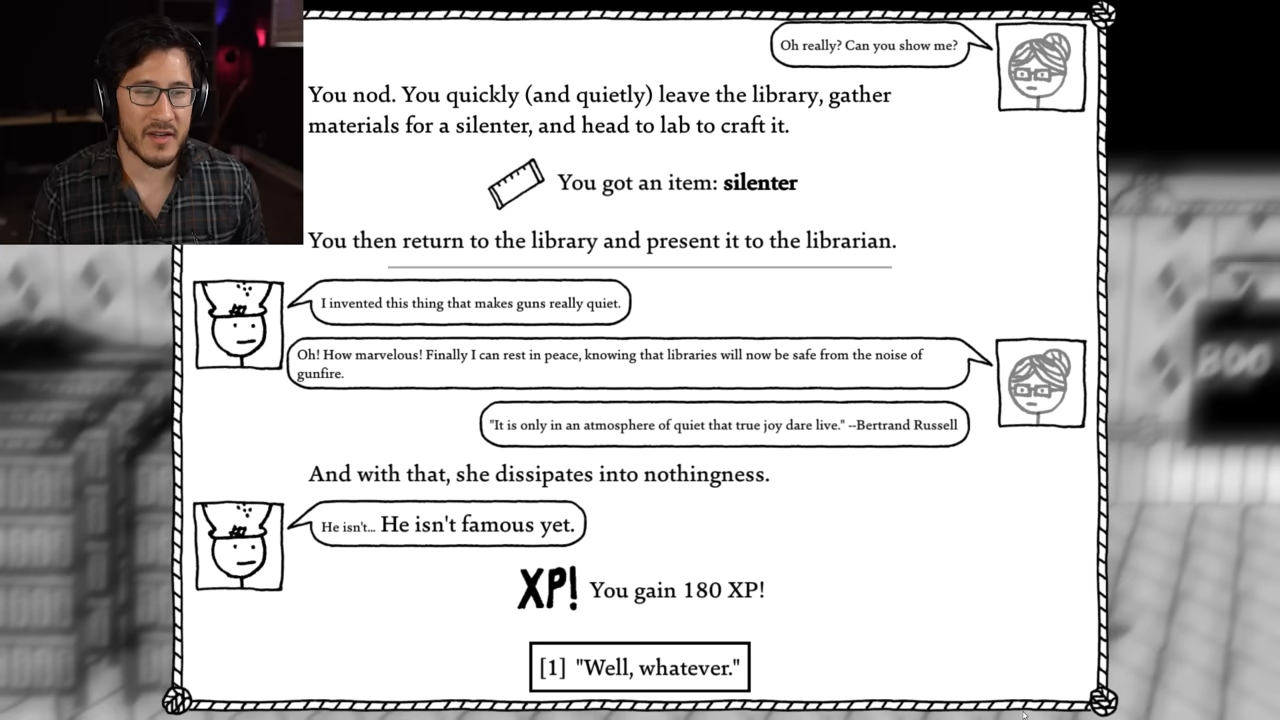 Oh really? Can you show me?
You nod. You quickly (and quietly) leave the library, gather
materials for a silenter, and head to lab to craft it.
You got an item: silenter
You then return to the library and present it to the librarian.
I invented this thing that makes guns really quiet.
Oh! How marvelous! Finally I can rest in peace, knowing that libraries will now be safe from the noise of
gunfire.
"It is only in an atmosphere of quiet that true joy dare live." --Bertrand Russell
And with that, she dissipates into nothingness.
He isn't... He isn't famous yet.
XP! You gain 180 XP!
[1] "Well, whatever."